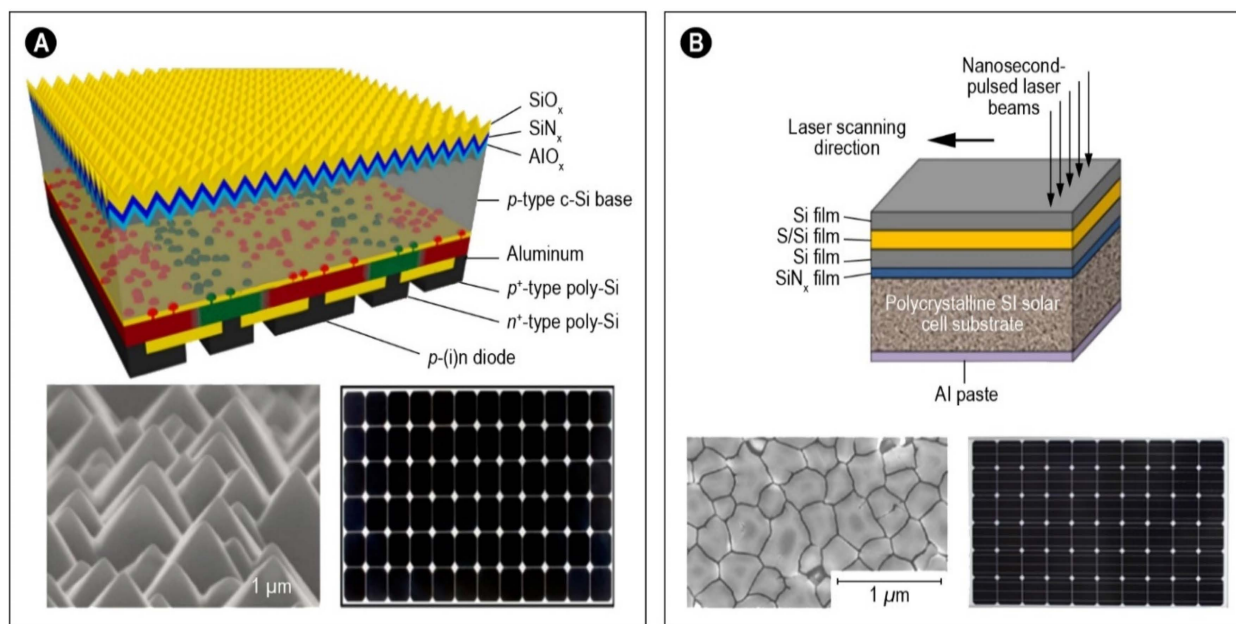 A
SiOx
SiNx
AlOx
p-type c-Si base
Aluminum
p+-type poly-Si
n+-type poly-Si
p-(i)n diode
1 µm
B
Nanosecond-
pulsed laser
beams
Laser scanning
direction
Si film
S/Si film
Si film
SiNx film
Polycrystalline SI solar
cell substrate
Al paste
1 µm